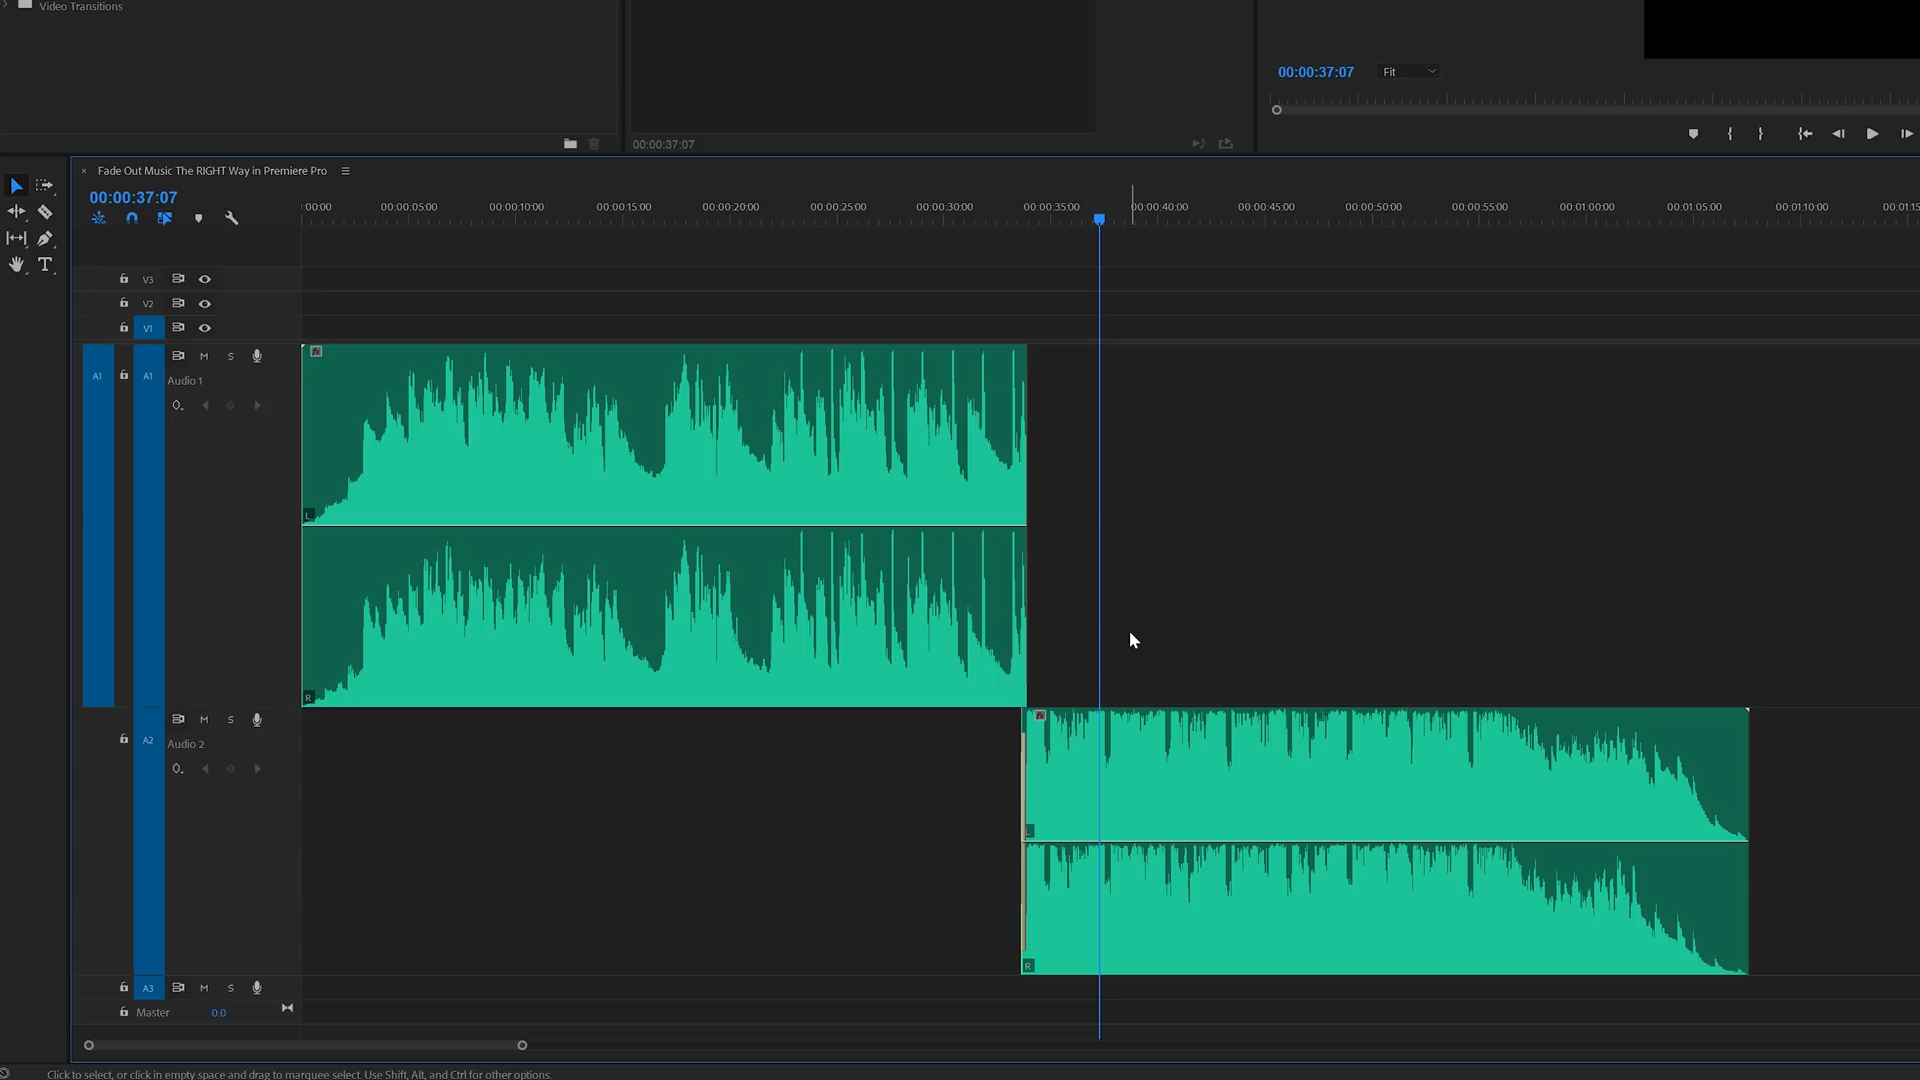 Video Transitions
00:00:37:07
Fit
00:00:37:07
× Fade Out Music The RIGHT Way in Premiere Pro
00:00:37:07
:00:00 00:00:05:00 00:00:10:00 00:00:15:00 00:00:20:00 00:00:25:00 00:00:30:00 00:00:35:00 00:00:40:00 00:00:45:00 00:00:50:00 00:00:55:00 00:01:00:00 00:01:05:00 00:01:10:00 00:01:15
T
V3
V2
V1
fx
M S
A1 A1
Audio 1
L
R
M S
fx
A2
Audio 2
L
R
A3 M S
Master 0.0
Click to select, or click in empty space and drag to marquee select. Use Shift, Alt, and Ctrl for other options.